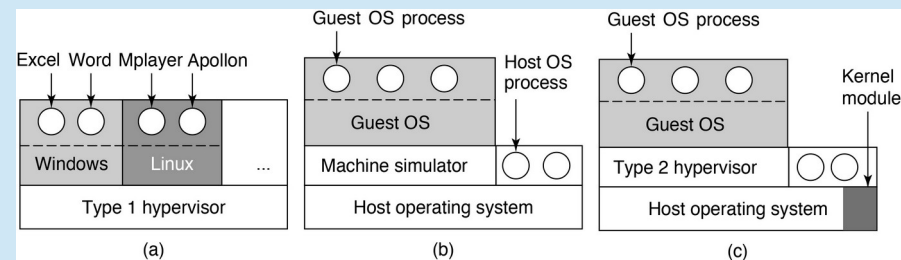 Excel Word Mplayer Apollon
Windows
Linux
...
Type 1 hypervisor
(a)
Guest OS process
Host OS
process
Guest OS
Machine simulator
Host operating system
(b)
Guest OS process
Kernel
module
Guest OS
Type 2 hypervisor
Host operating system
(c)